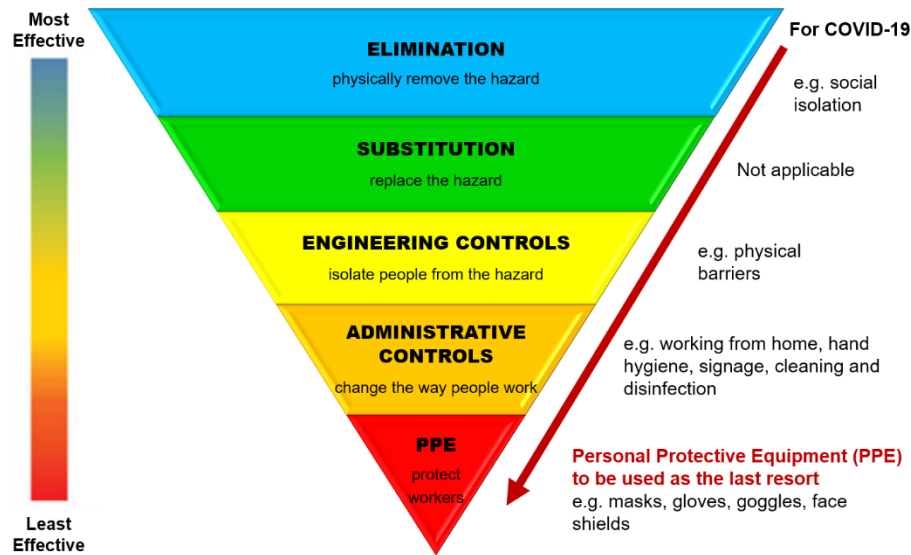 Most
Effective
ELIMINATION
physically remove the hazard
For COVID-19
e.g. social
isolation
SUBSTITUTION
replace the hazard
Not applicable
ENGINEERING CONTROLS
isolate people from the hazard
e.g. physical
barriers
ADMINISTRATIVE
CONTROLS
change the way people work
e.g. working from home, hand
hygiene, signage, cleaning and
disinfection
PPE
protect
workers
Personal Protective Equipment (PPE)
to be used as the last resort
e.g. masks, gloves, goggles, face
shields
Least
Effective